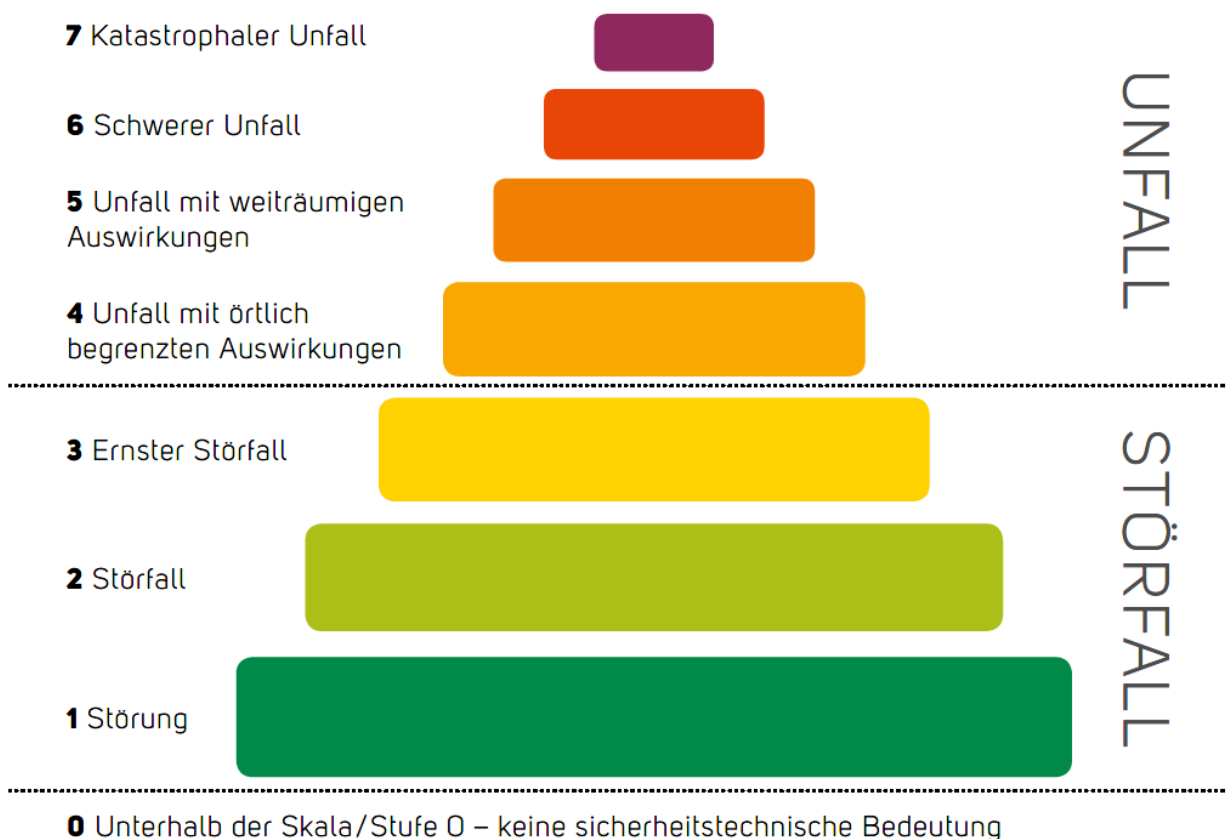 7 Katastrophaler Unfall
6 Schwerer Unfall
5 Unfall mit weiträumigen
Auswirkungen
4 Unfall mit örtlich
begrenzten Auswirkungen
UNFALL
3 Ernster Störfall
2 Störfall
1 Störung
STÖRFALL
0 Unterhalb der Skala/Stufe 0 – keine sicherheitstechnische Bedeutung